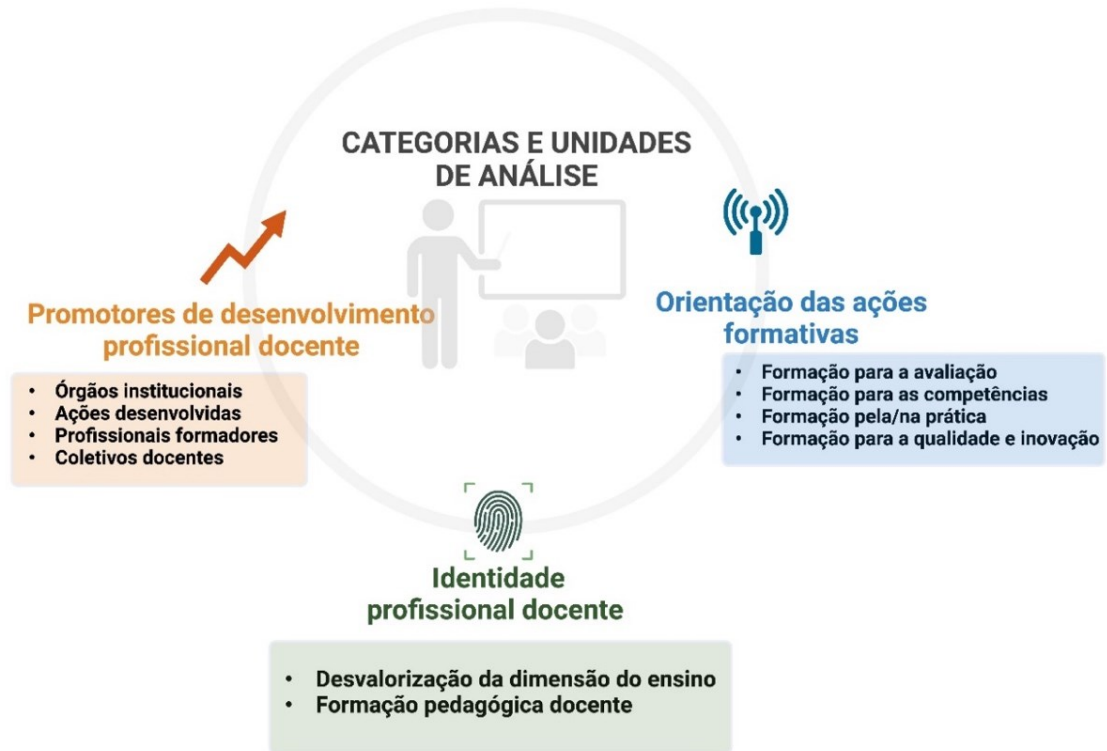 CATEGORIAS E UNIDADES
DE ANÁLISE
Promotores de desenvolvimento
profissional docente
• Órgãos institucionais
• Ações desenvolvidas
• Profissionais formadores
• Coletivos docentes
Orientação das ações
formativas
• Formação para a avaliação
• Formação para as competências
• Formação pela/na prática
• Formação para a qualidade e inovação
Identidade
profissional docente
• Desvalorização da dimensão do ensino
• Formação pedagógica docente